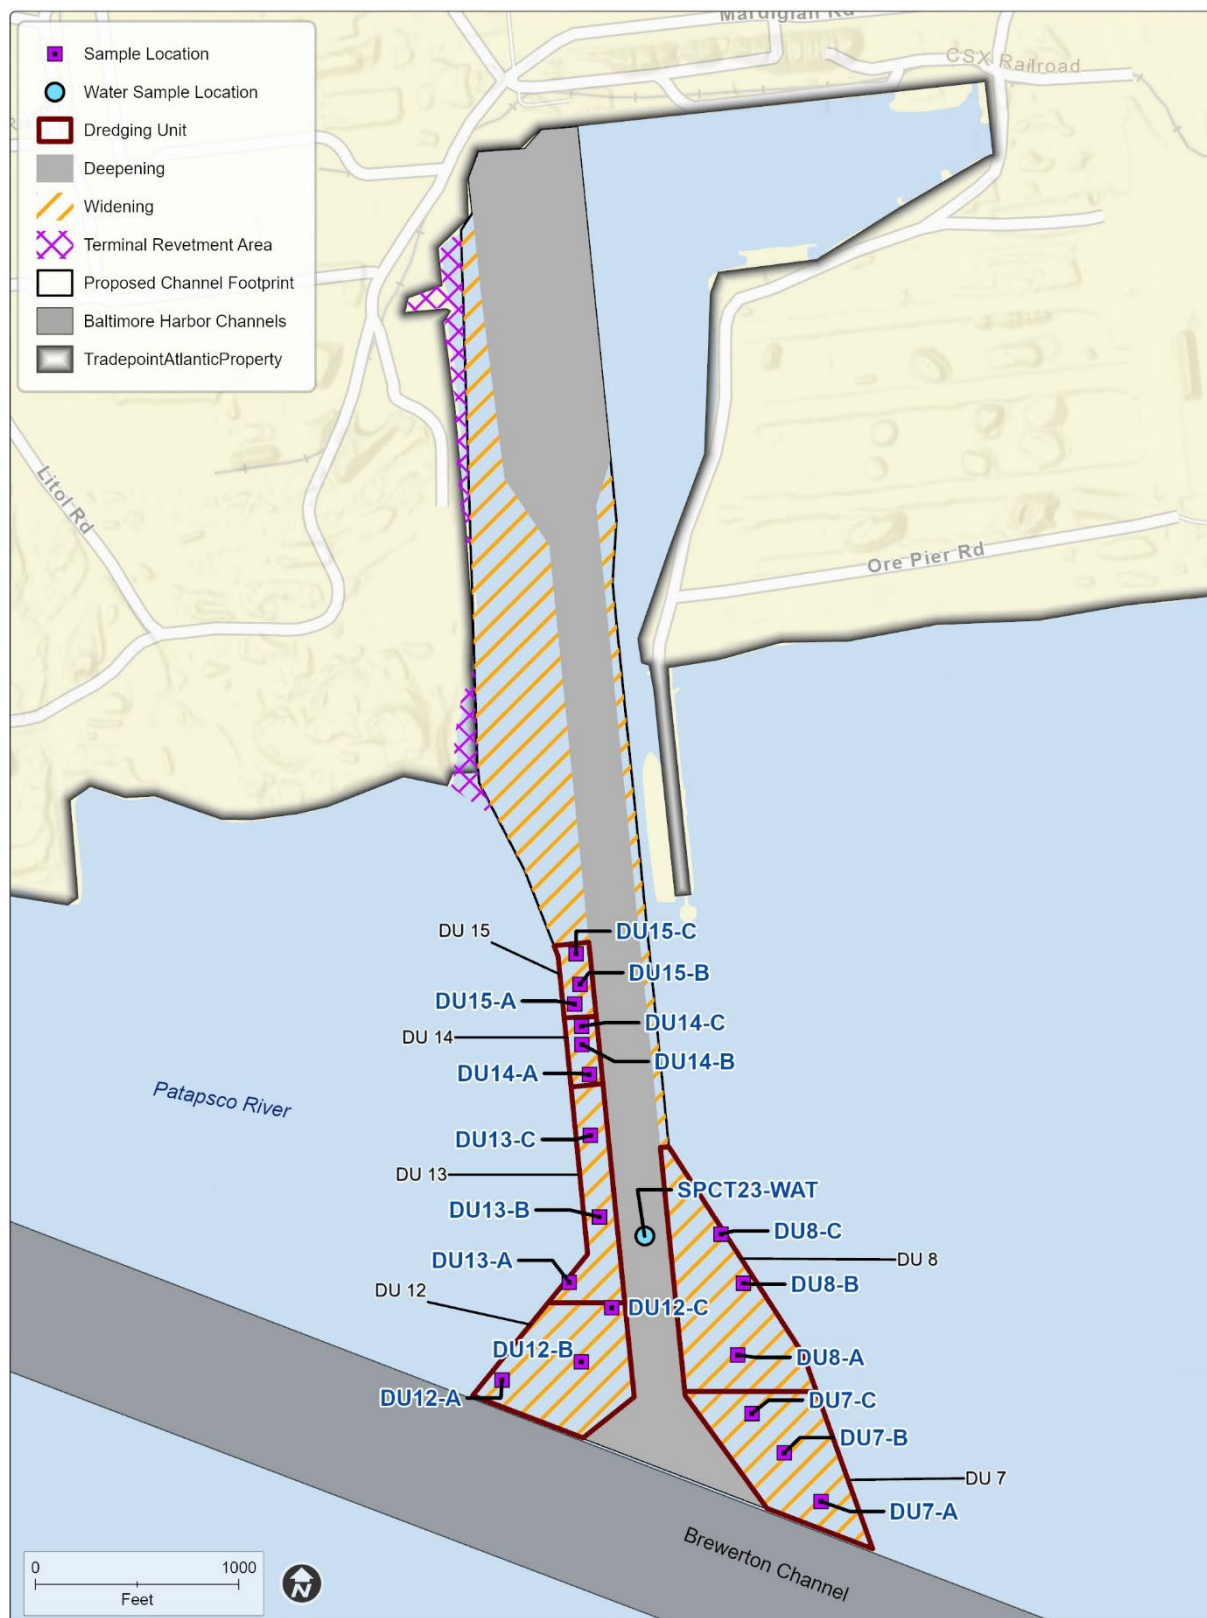 Mardigian Rd
CSX Railroad
Sample Location
Water Sample Location
Dredging Unit
Deepening
Widening
Terminal Revetment Area
Proposed Channel Footprint
Baltimore Harbor Channels
TradepointAtlanticProperty
Litol Rd
Ore Pier Rd
DU 15
DU15-C
DU15-B
DU15-A
DU14-C
DU 14
DU14-B
DU14-A
Patapsco River
DU13-C
DU 13
SPCT23-WAT
DU13-B
DU8-C
DU 8
DU13-A
DU8-B
DU 12
DU12-C
DU12-B
DU8-A
DU12-A
DU7-C
DU7-B
DU 7
DU7-A
Brewerton Channel
0 1000
Feet
N